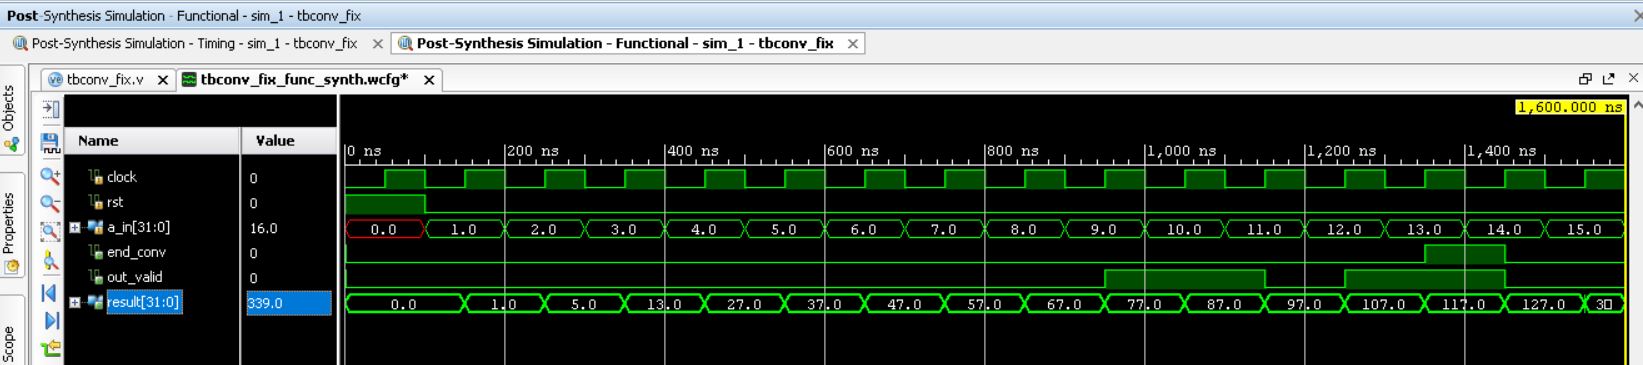 Post-Synthesis Simulation - Functional - sim_1 - tbconv_fix
Post-Synthesis Simulation - Timing - sim_1 - tbconv_fix
Post-Synthesis Simulation - Functional - sim_1 - tbconv_fix
tbconv_fix.v
tbconv_fix_func_synth.wcfg*
Objects
Properties
Scope
1,600.000 ns
Name Value
0 ns 200 ns 400 ns 600 ns 800 ns 1,000 ns 1,200 ns 1,400 ns
clock 0
rst 0
a_in[31:0] 16.0 0.0 1.0 2.0 3.0 4.0 5.0 6.0 7.0 8.0 9.0 10.0 11.0 12.0 13.0 14.0 15.0
end_conv 0
out_valid 0
result[31:0] 339.0 0.0 1.0 5.0 13.0 27.0 37.0 47.0 57.0 67.0 77.0 87.0 97.0 107.0 117.0 127.0 3□